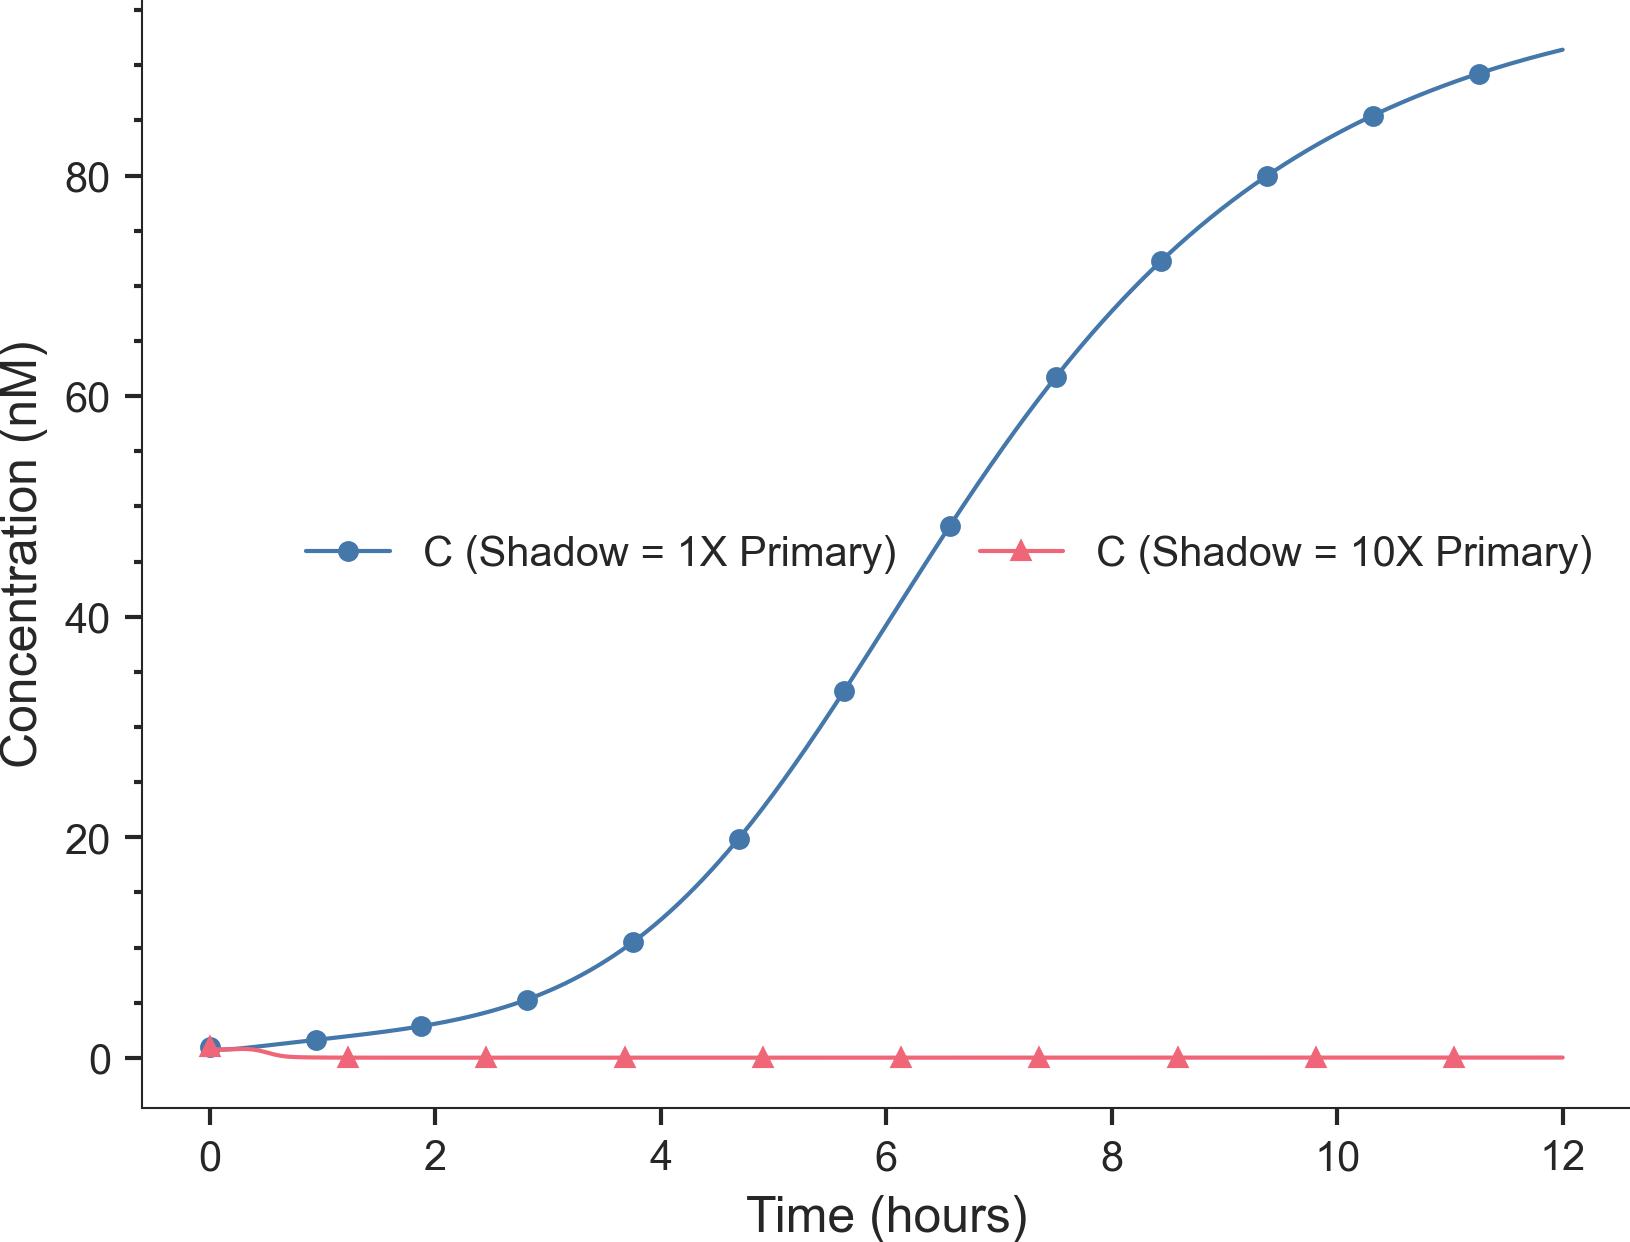 Concentration (nM)
80
60
40
20
0
C (Shadow = 1X Primary)
C (Shadow = 10X Primary)
0 2 4 6 8 10 12
Time (hours)